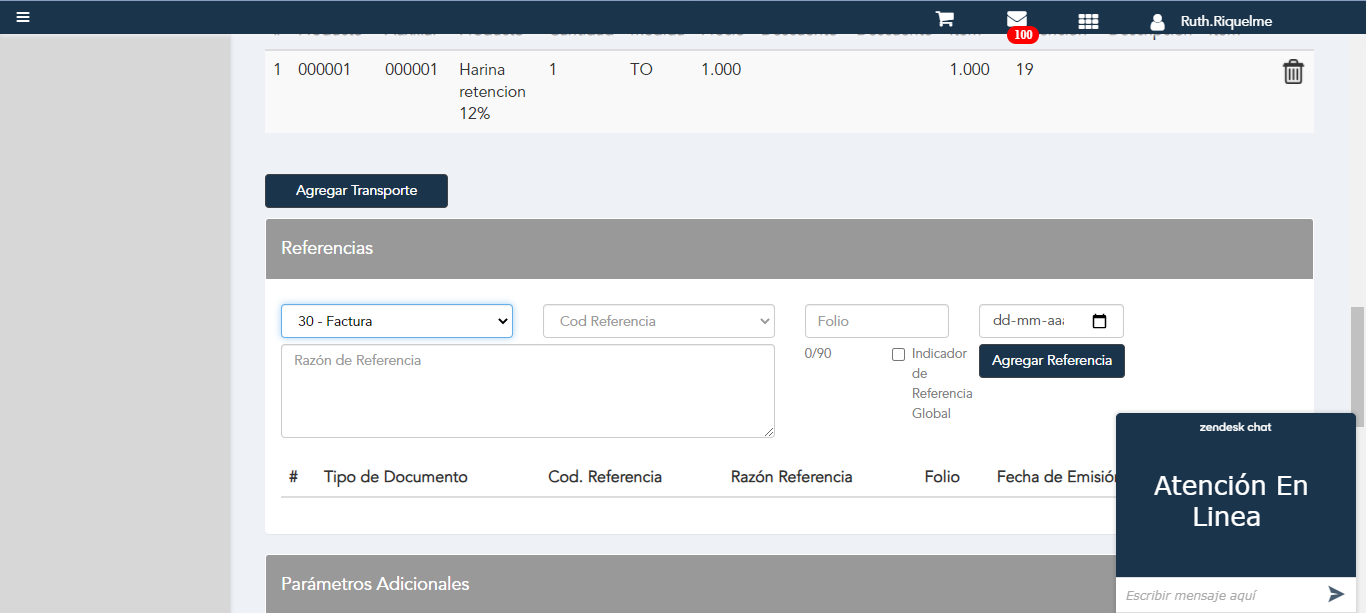 Ruth.Riquelme
100
1 000001 000001 Harina 1 TO 1.000 1.000 19
retencion
12%
Agregar Transporte
Referencias
30 - Factura Cod Referencia Folio dd-mm-aa
Razón de Referencia 0/90 Indicador Agregar Referencia
de
Referencia
Global
# Tipo de Documento Cod. Referencia Razón Referencia Folio Fecha de Emisión
Parámetros Adicionales
zendesk chat
Atención En
Linea
Escribir mensaje aquí